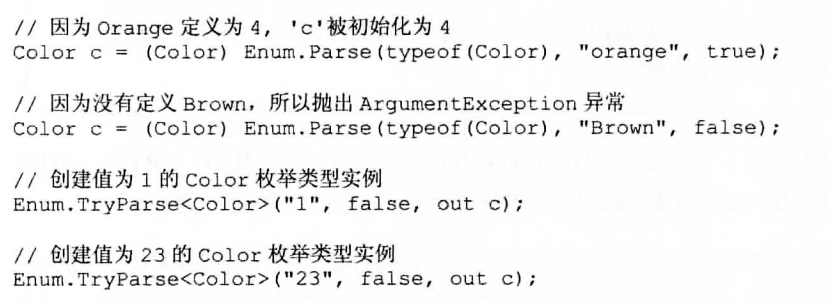 // 因为 Orange 定义为 4, 'c'被初始化为 4
Color c = (Color) Enum.Parse(typeof(Color), "orange", true);
// 因为没有定义 Brown，所以抛出 ArgumentException 异常
Color c = (Color) Enum.Parse(typeof(Color), "Brown", false);
// 创建值为 1 的 Color 枚举类型实例
Enum.TryParse<Color>("1", false, out c);
// 创建值为 23 的 Color 枚举类型实例
Enum.TryParse<Color>("23", false, out c);